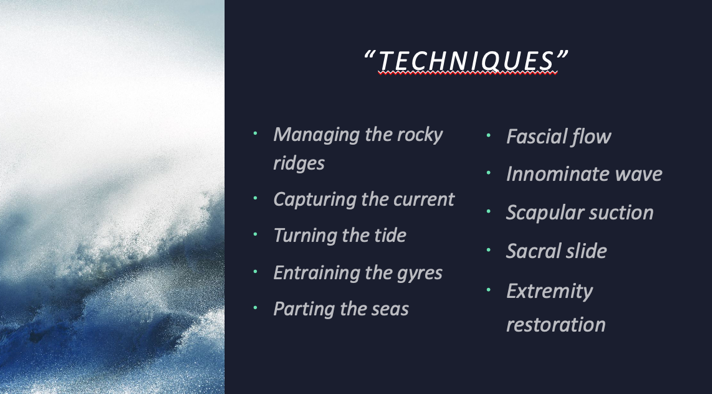 “TECHNIQUES”
Managing the rocky
ridges
Capturing the current
Turning the tide
Entraining the gyres
Parting the seas
Fascial flow
Innominate wave
Scapular suction
Sacral slide
Extremity
restoration